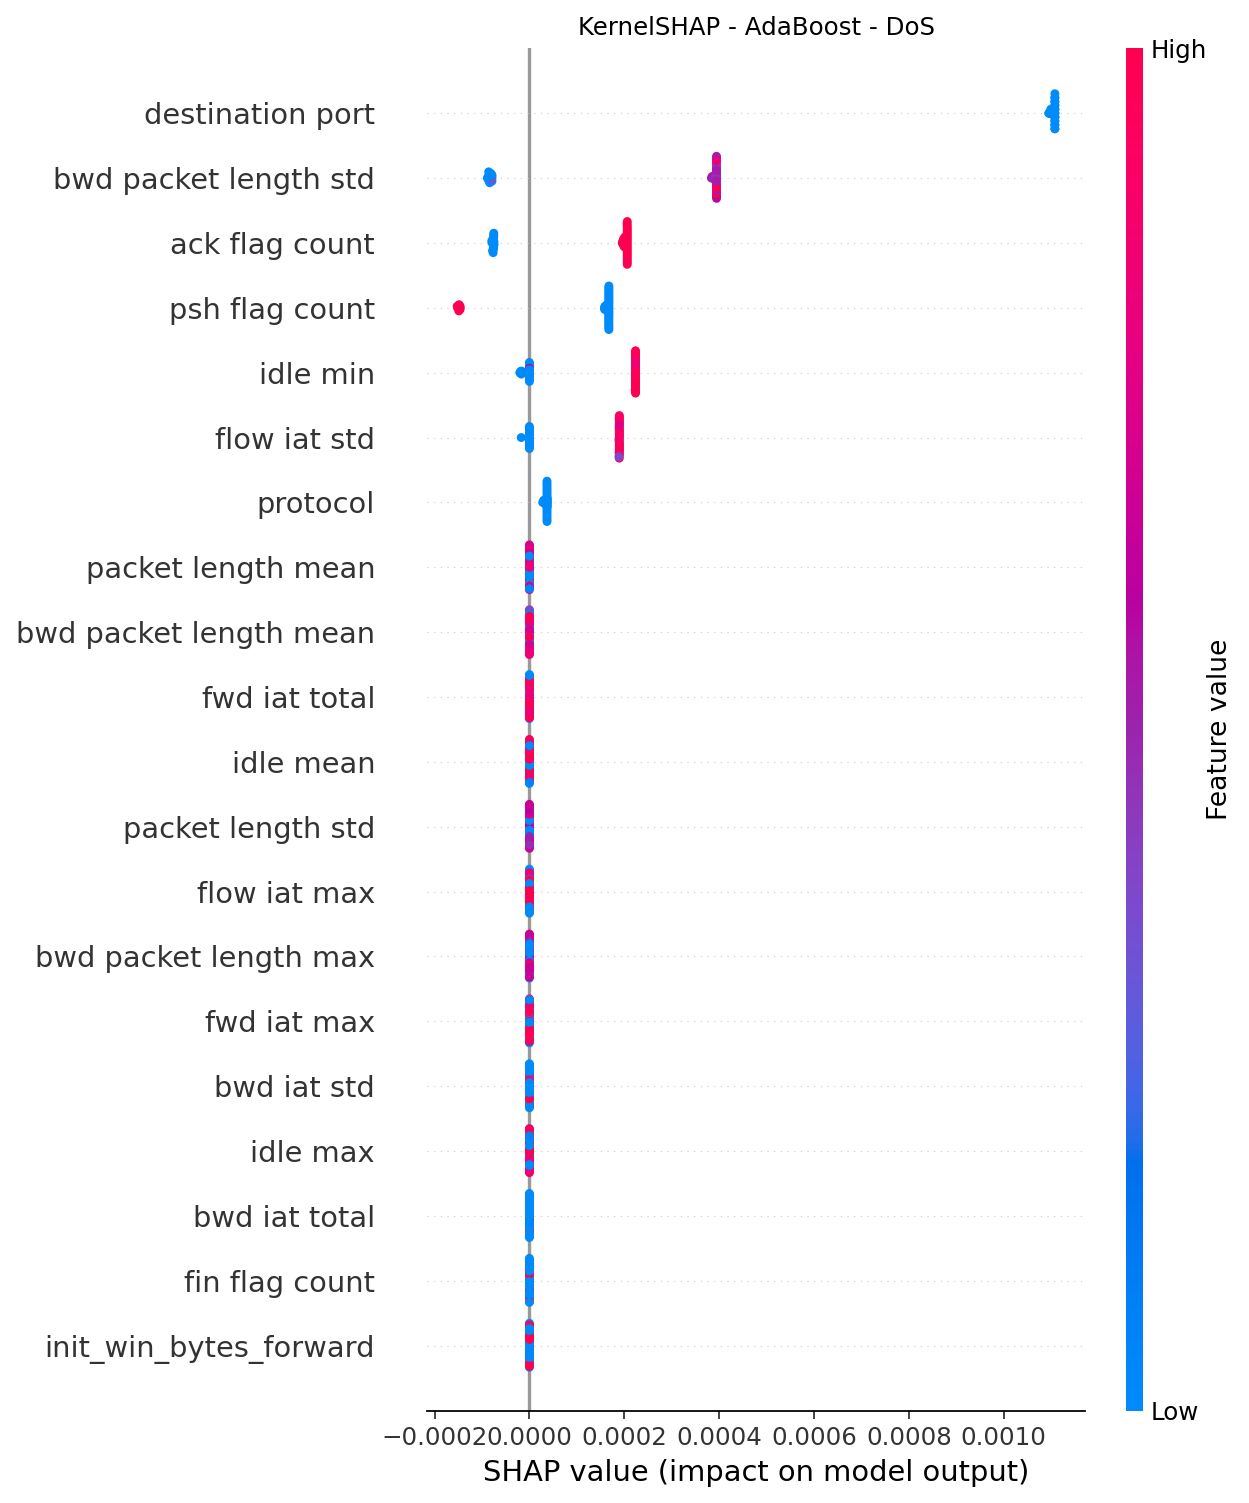 KernelSHAP - AdaBoost - DoS
High
destination port
bwd packet length std
ack flag count
psh flag count
idle min
flow iat std
protocol
packet length mean
bwd packet length mean
fwd iat total
idle mean
packet length std
flow iat max
bwd packet length max
fwd iat max
bwd iat std
idle max
bwd iat total
fin flag count
init_win_bytes_forward
Feature value
Low
−0.0002 0.0000 0.0002 0.0004 0.0006 0.0008 0.0010
SHAP value (impact on model output)